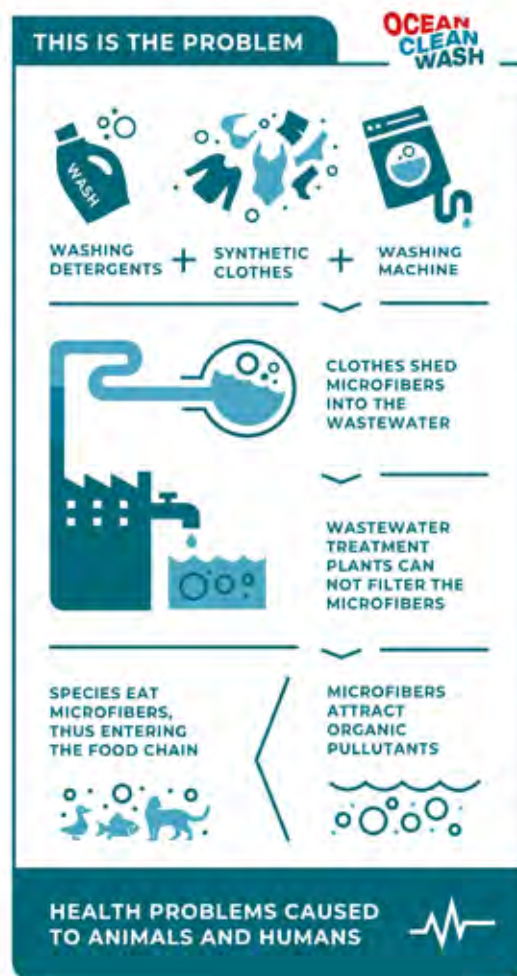 THIS IS THE PROBLEM
OCEAN
CLEAN
WASH
WASH
WASHING
DETERGENTS
+
SYNTHETIC
CLOTHES
+
WASHING
MACHINE
CLOTHES SHED
MICROFIBERS
INTO THE
WASTEWATER
WASTEWATER
TREATMENT
PLANTS CAN
NOT FILTER THE
MICROFIBERS
MICROFIBERS
ATTRACT
ORGANIC
PULLUTANTS
SPECIES EAT
MICROFIBERS,
THUS ENTERING
THE FOOD CHAIN
HEALTH PROBLEMS CAUSED
TO ANIMALS AND HUMANS